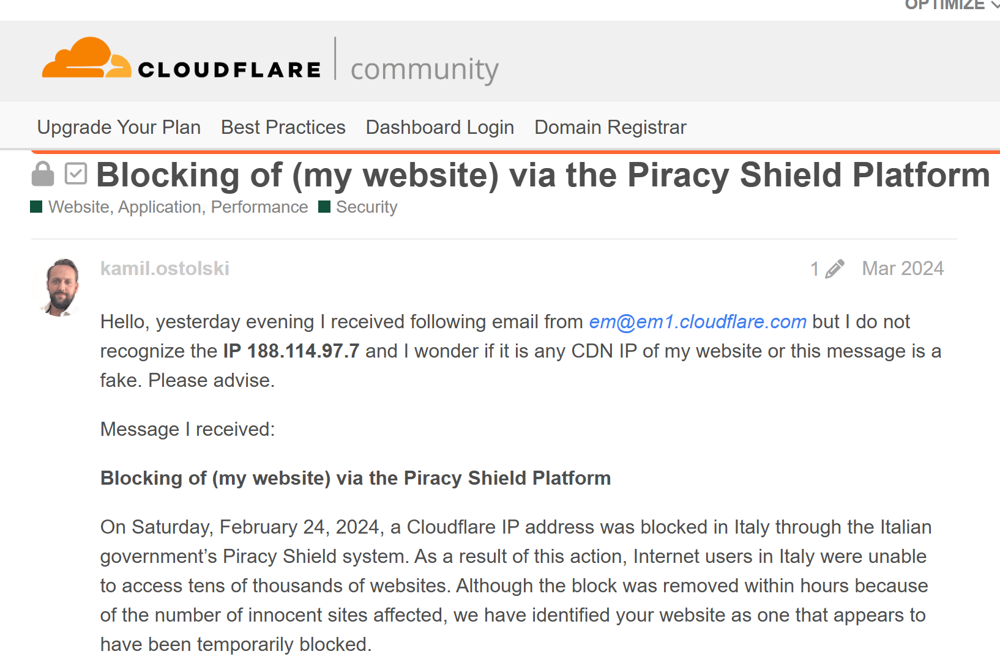 OPTIMIZE
CLOUDFLARE community
Upgrade Your Plan Best Practices Dashboard Login Domain Registrar
Blocking of (my website) via the Piracy Shield Platform
Website, Application, Performance Security
kamil.ostolski 1 Mar 2024
Hello, yesterday evening I received following email from em@em1.cloudflare.com but I do not
recognize the IP 188.114.97.7 and I wonder if it is any CDN IP of my website or this message is a
fake. Please advise.
Message I received:
Blocking of (my website) via the Piracy Shield Platform
On Saturday, February 24, 2024, a Cloudflare IP address was blocked in Italy through the Italian
government’s Piracy Shield system. As a result of this action, Internet users in Italy were unable
to access tens of thousands of websites. Although the block was removed within hours because
of the number of innocent sites affected, we have identified your website as one that appears to
have been temporarily blocked.